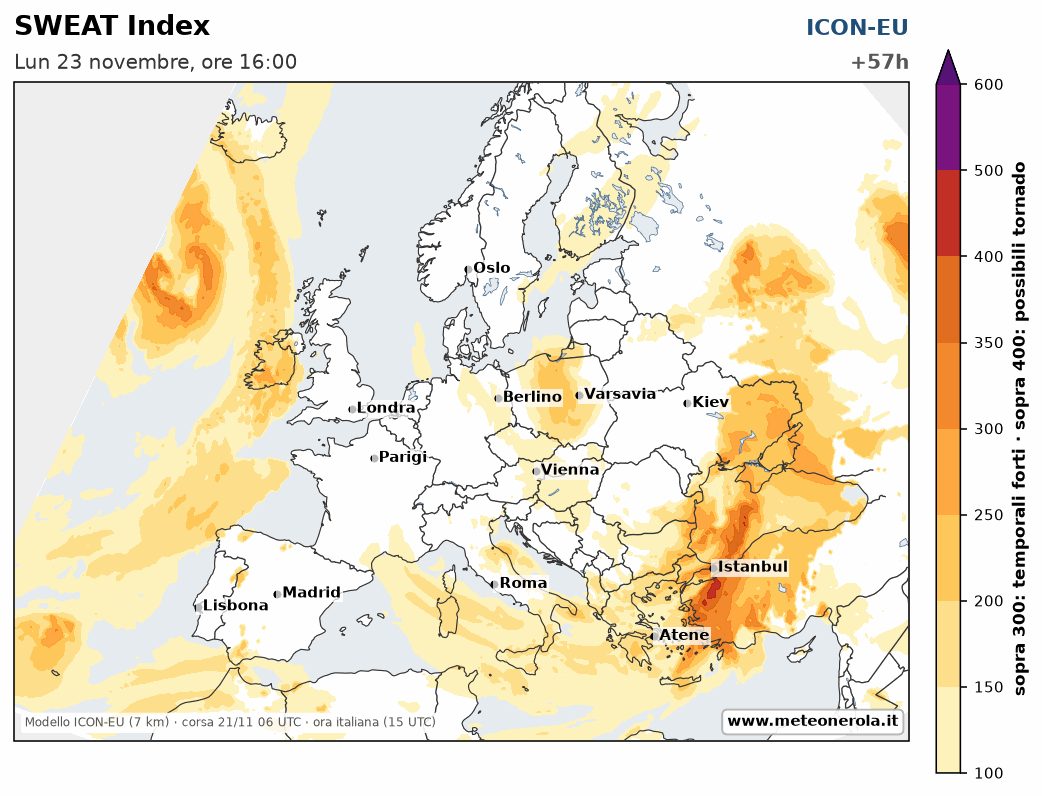 SWEAT Index
ICON-EU
Lun 23 novembre, ore 16:00
+57h
Oslo
Londra
Berlino
Varsavia
Kiev
Parigi
Vienna
Istanbul
Roma
Madrid
Lisbona
Atene
Modello ICON-EU (7 km) · corsa 21/11 06 UTC · ora italiana (15 UTC)
www.meteonerola.it
600
500
400
350
300
250
200
150
100
sopra 300: temporali forti · sopra 400: possibili tornado